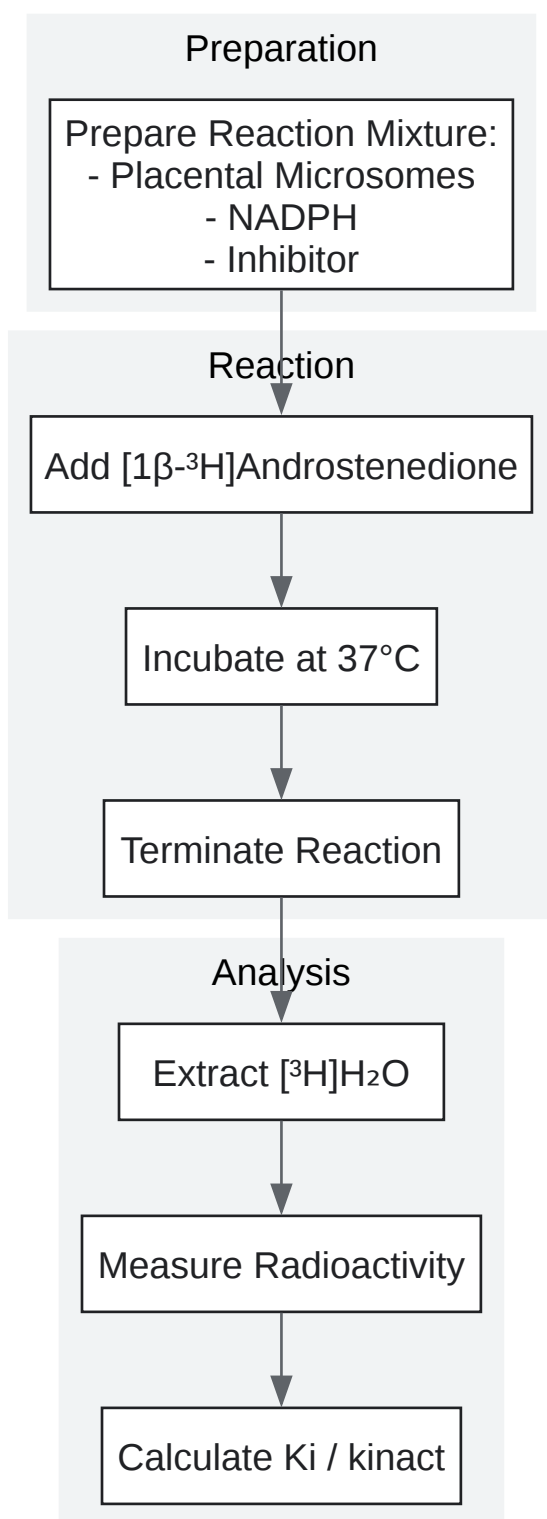 Preparation
Prepare Reaction Mixture:
- Placental Microsomes
- NADPH
- Inhibitor
Reaction
Add [1β-³H]Androstenedione
Incubate at 37°C
Terminate Reaction
Analysis
Extract [³H]H₂O
Measure Radioactivity
Calculate Ki / kinact